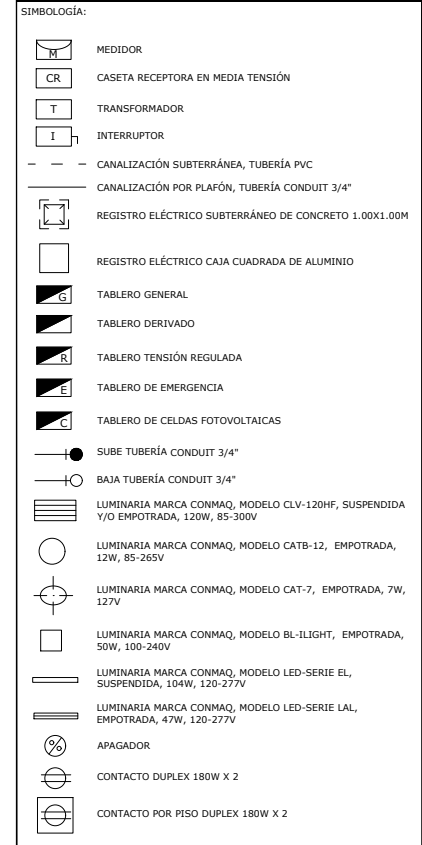 SIMBOLOGÍA:
M MEDIDOR
CR CASETA RECEPTORA EN MEDIA TENSIÓN
T TRANSFORMADOR
I INTERRUPTOR
CANALIZACIÓN SUBTERRÁNEA, TUBERÍA PVC
CANALIZACIÓN POR PLAFÓN, TUBERÍA CONDUIT 3/4"
REGISTRO ELÉCTRICO SUBTERRÁNEO DE CONCRETO 1.00X1.00M
REGISTRO ELÉCTRICO CAJA CUADRADA DE ALUMINIO
G TABLERO GENERAL
TABLERO DERIVADO
R TABLERO TENSIÓN REGULADA
E TABLERO DE EMERGENCIA
C TABLERO DE CELDAS FOTOVOLTAICAS
SUBE TUBERÍA CONDUIT 3/4"
BAJA TUBERÍA CONDUIT 3/4"
LUMINARIA MARCA CONMAQ, MODELO CLV-120HF, SUSPENDIDA
Y/O EMPOTRADA, 120W, 85-300V
LUMINARIA MARCA CONMAQ, MODELO CATB-12, EMPOTRADA,
12W, 85-265V
LUMINARIA MARCA CONMAQ, MODELO CAT-7, EMPOTRADA, 7W,
127V
LUMINARIA MARCA CONMAQ, MODELO BL-ILIGHT, EMPOTRADA,
50W, 100-240V
LUMINARIA MARCA CONMAQ, MODELO LED-SERIE EL,
SUSPENDIDA, 104W, 120-277V
LUMINARIA MARCA CONMAQ, MODELO LED-SERIE LAL,
EMPOTRADA, 47W, 120-277V
APAGADOR
CONTACTO DUPLEX 180W X 2
CONTACTO POR PISO DUPLEX 180W X 2